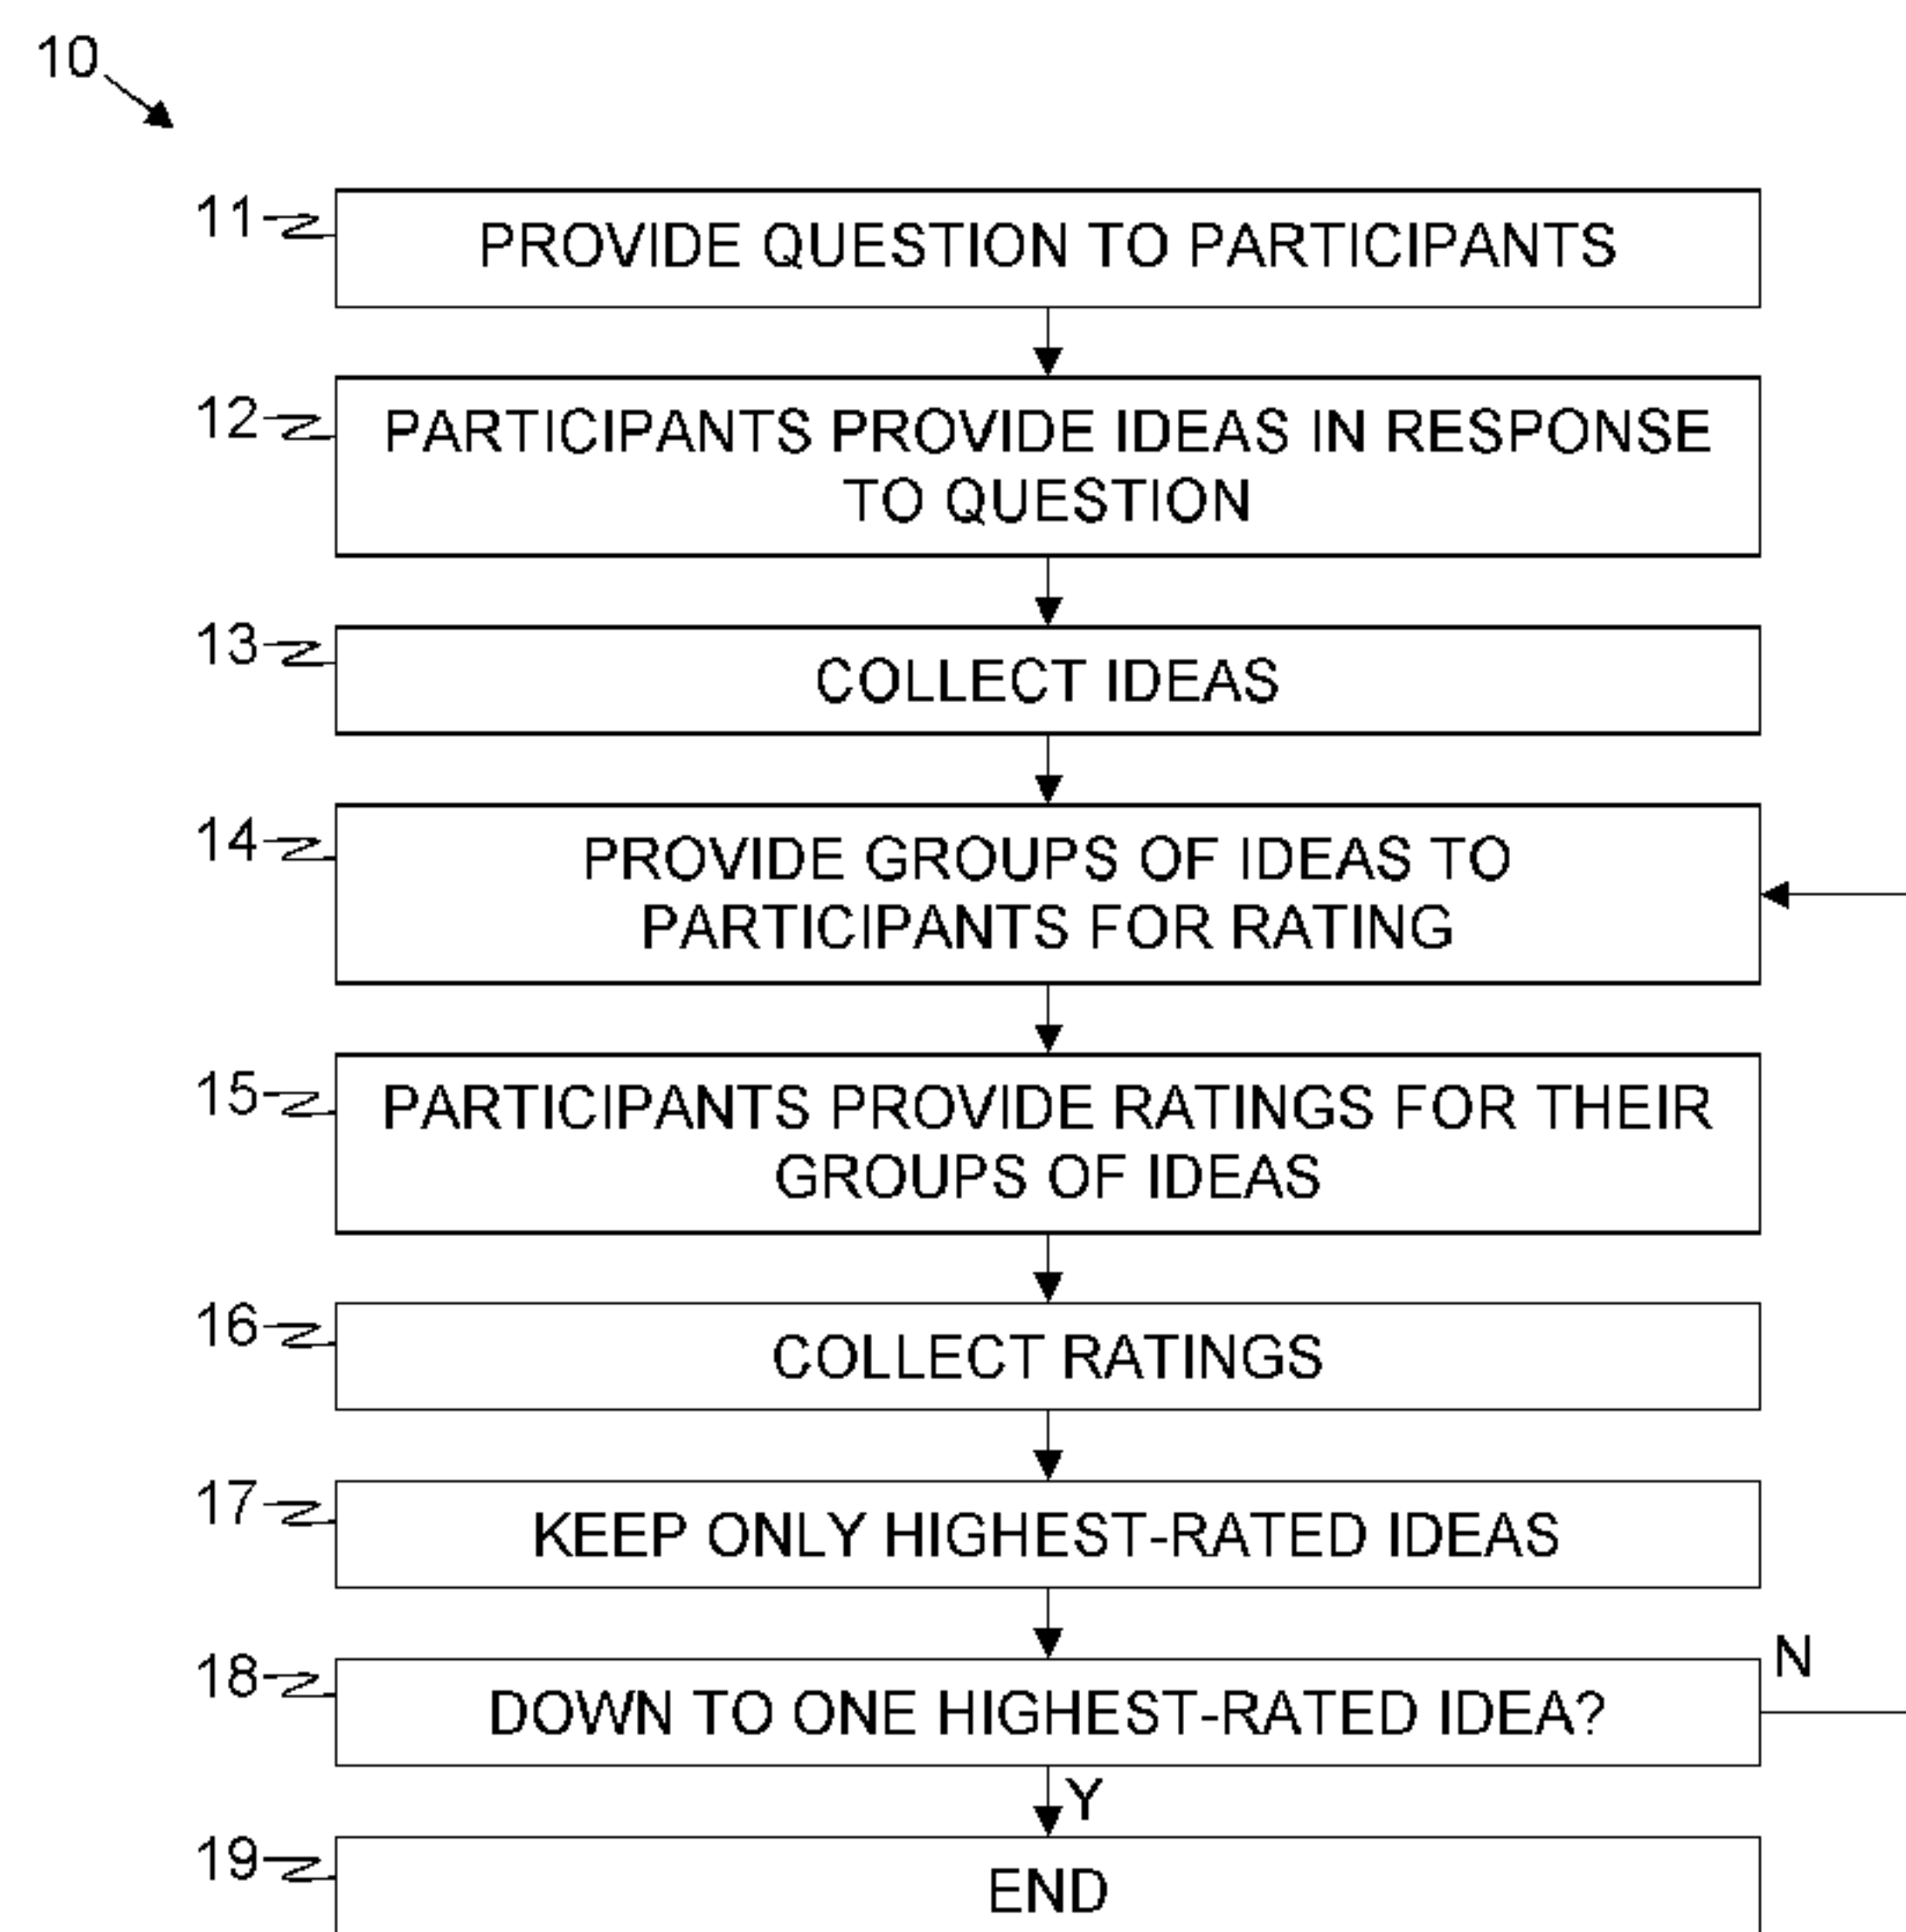 10
11
PROVIDE QUESTION TO PARTICIPANTS
12
PARTICIPANTS PROVIDE IDEAS IN RESPONSE
TO QUESTION
13
COLLECT IDEAS
14
PROVIDE GROUPS OF IDEAS TO
PARTICIPANTS FOR RATING
15
PARTICIPANTS PROVIDE RATINGS FOR THEIR
GROUPS OF IDEAS
16
COLLECT RATINGS
17
KEEP ONLY HIGHEST-RATED IDEAS
18
DOWN TO ONE HIGHEST-RATED IDEA?
N
Y
19
END